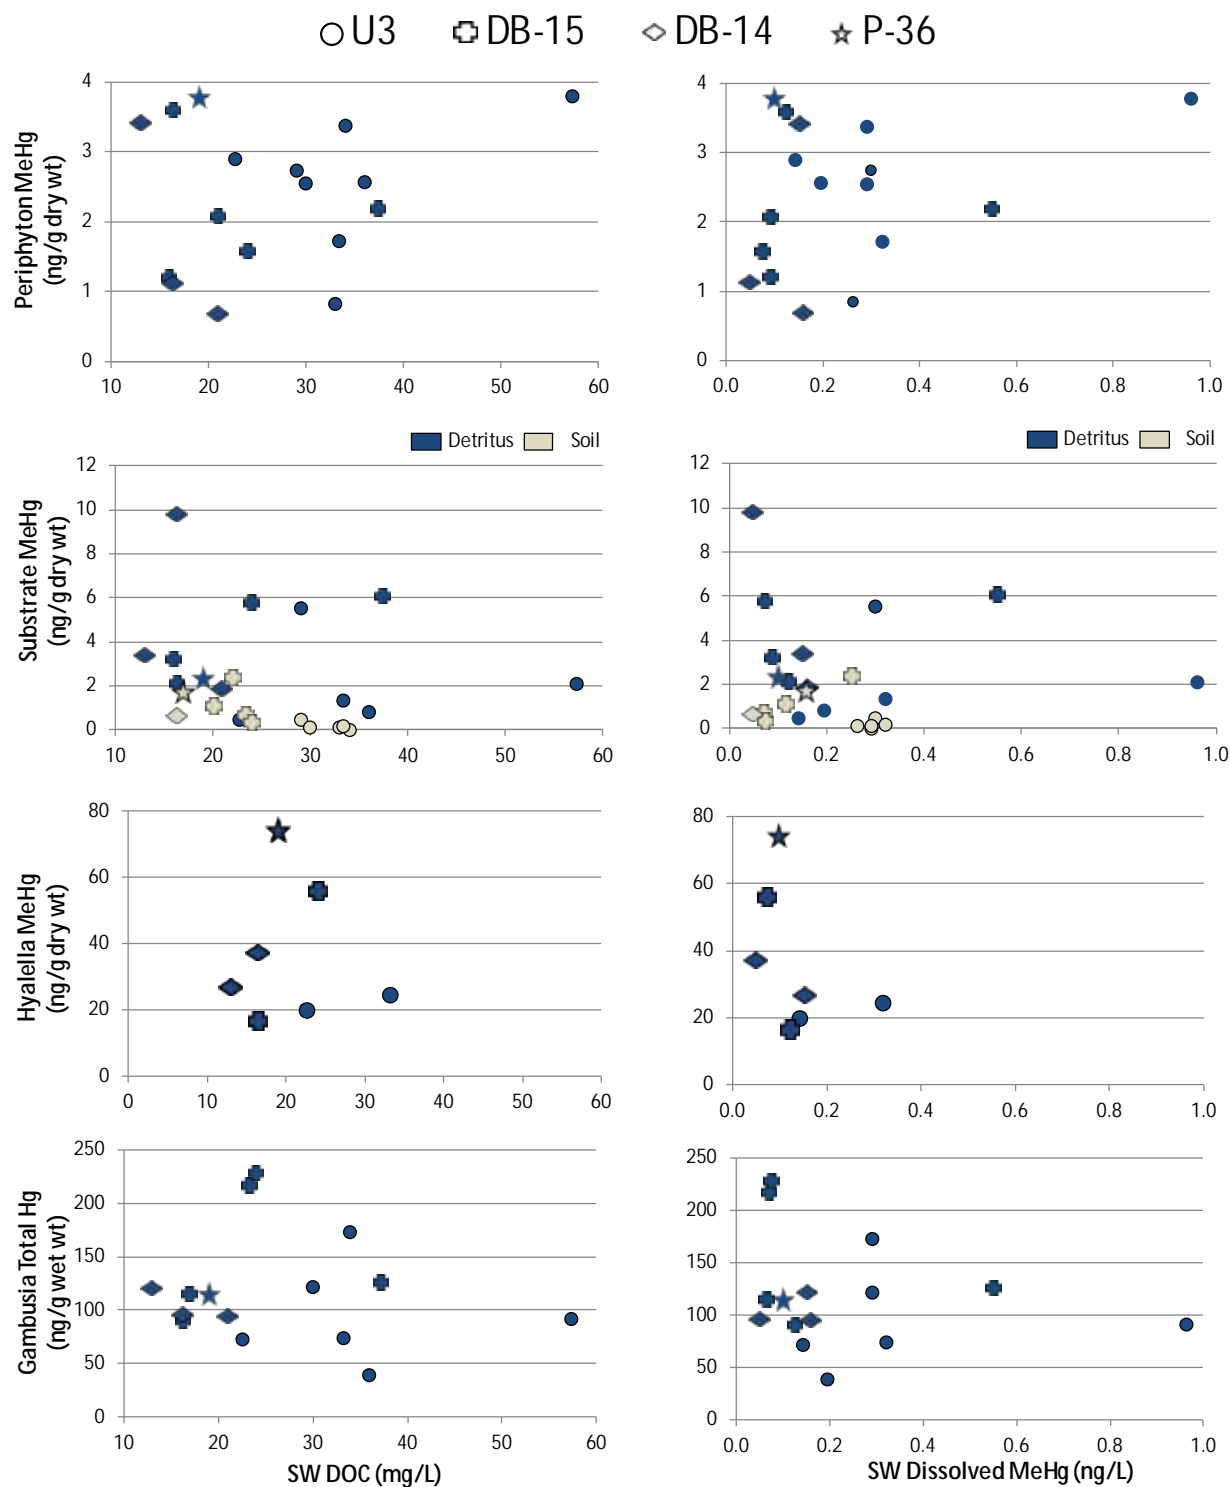 U3 DB-15 DB-14 P-36
Periphyton MeHg
(ng/g dry wt)
4
3
2
1
0
10 20 30 40 50 60
4
3
2
1
0
0.0 0.2 0.4 0.6 0.8 1.0
Detritus Soil
Substrate MeHg
(ng/g dry wt)
12
10
8
6
4
2
0
10 20 30 40 50 60
Detritus Soil
12
10
8
6
4
2
0
0.0 0.2 0.4 0.6 0.8 1.0
Hyalella MeHg
(ng/g dry wt)
80
60
40
20
0
0 10 20 30 40 50 60
80
60
40
20
0
0.0 0.2 0.4 0.6 0.8 1.0
Gambusia Total Hg
(ng/g wet wt)
250
200
150
100
50
0
10 20 30 40 50 60
SW DOC (mg/L)
250
200
150
100
50
0
0.0 0.2 0.4 0.6 0.8 1.0
SW Dissolved MeHg (ng/L)